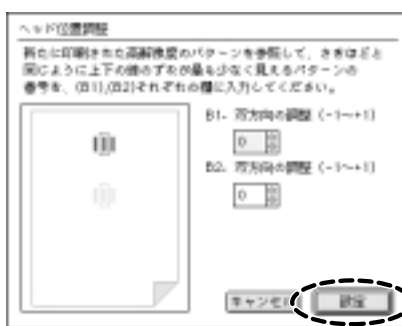 ヘッド位置調整
新たに印刷された高解像度のパターンを参照して、さきほどと
同じように上下の線のずれが最も少なく見えるパターンの
番号を、(B1),(B2)それぞれの欄に入力してください。
B1. 双方向の調整 (-1～+1)
0
B2. 双方向の調整 (-1～+1)
0
キャンセル
設定